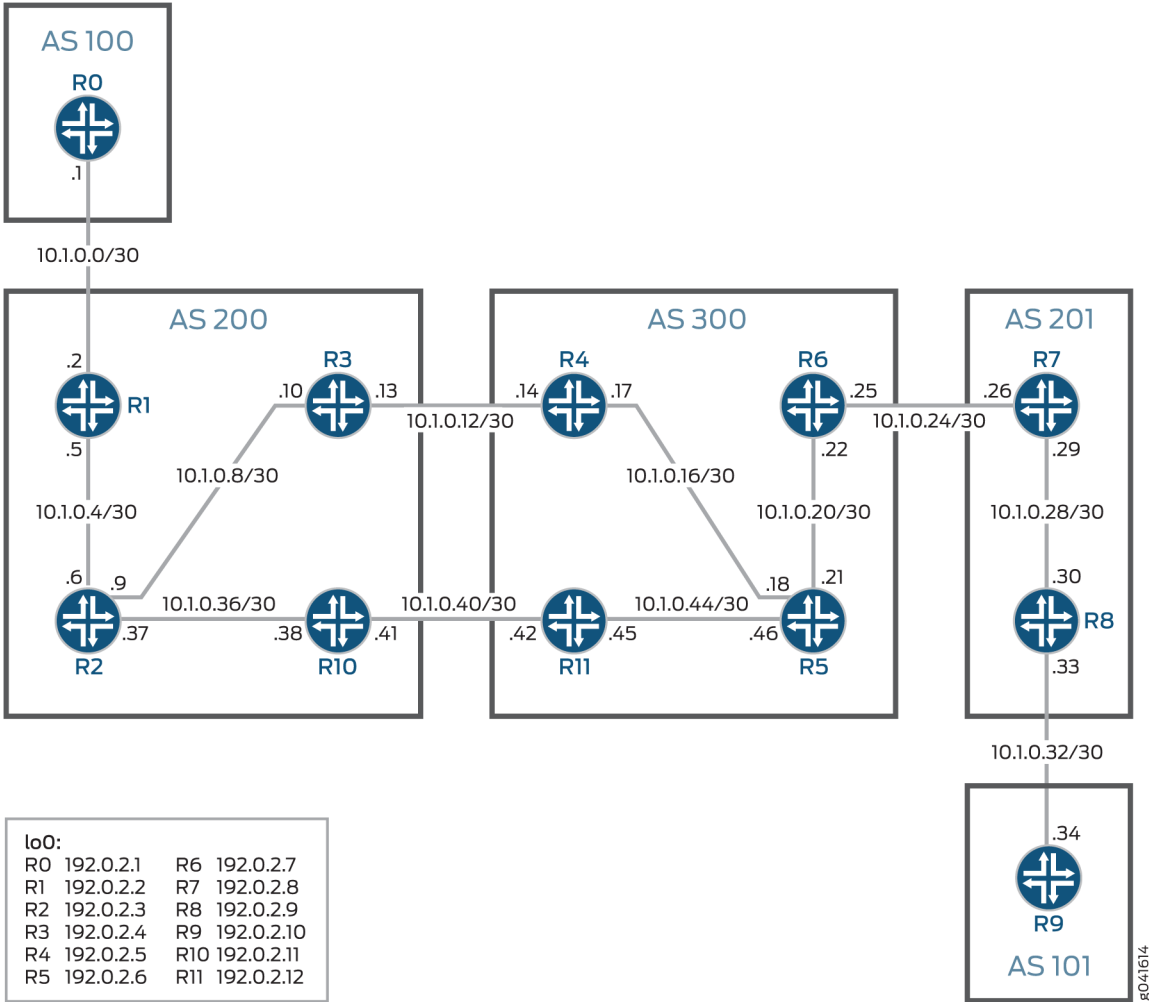 AS 100
R0
.1
10.1.0.0/30
AS 200
AS 300
AS 201
.2
R1
.5
R3
.10
.13
R4
.14
.17
R6
.25
.22
R7
.26
.29
10.1.0.12/30
10.1.0.24/30
10.1.0.8/30
10.1.0.16/30
10.1.0.4/30
10.1.0.20/30
10.1.0.28/30
.6
.9
.18
.21
.30
10.1.0.36/30
10.1.0.40/30
10.1.0.44/30
R8
.37
.38
.41
.42
.45
.46
.33
R2
R10
R11
R5
10.1.0.32/30
.34
R9
AS 101
lo0:
R0 192.0.2.1 R6 192.0.2.7
R1 192.0.2.2 R7 192.0.2.8
R2 192.0.2.3 R8 192.0.2.9
R3 192.0.2.4 R9 192.0.2.10
R4 192.0.2.5 R10 192.0.2.11
R5 192.0.2.6 R11 192.0.2.12
g041614